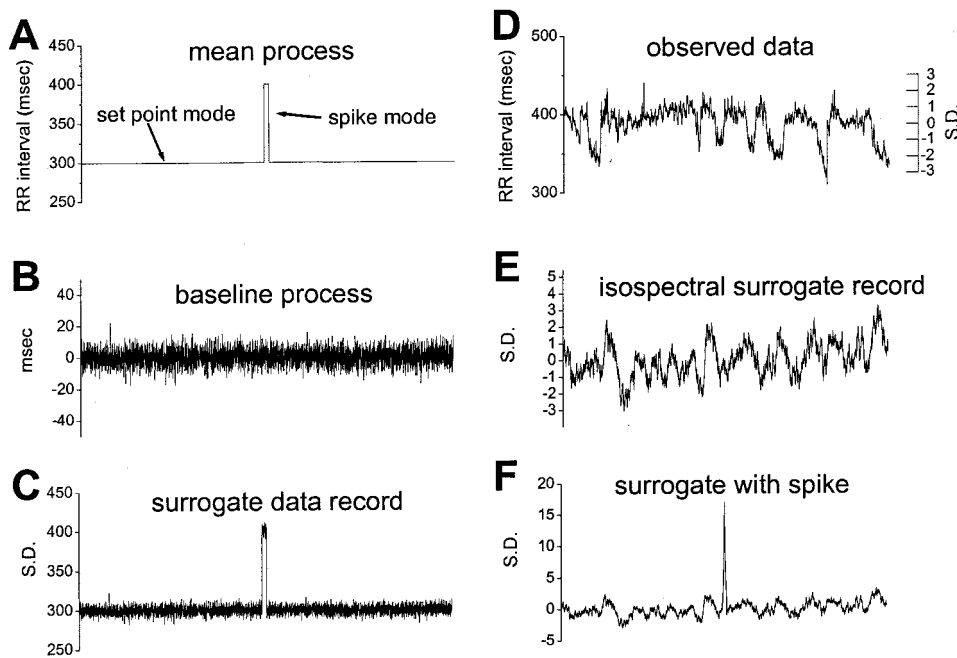 A
mean process
RR interval (msec)
450
400
350
300
250
set point mode
spike mode
B
baseline process
msec
40
20
0
-20
-40
C
surrogate data record
S.D.
450
400
350
300
250
D
observed data
RR interval (msec)
500
400
300
3
2
1
0
-1
-2
-3
S.D.
E
isospectral surrogate record
S.D.
5
4
3
2
1
0
-1
-2
-3
F
surrogate with spike
S.D.
20
15
10
5
0
-5